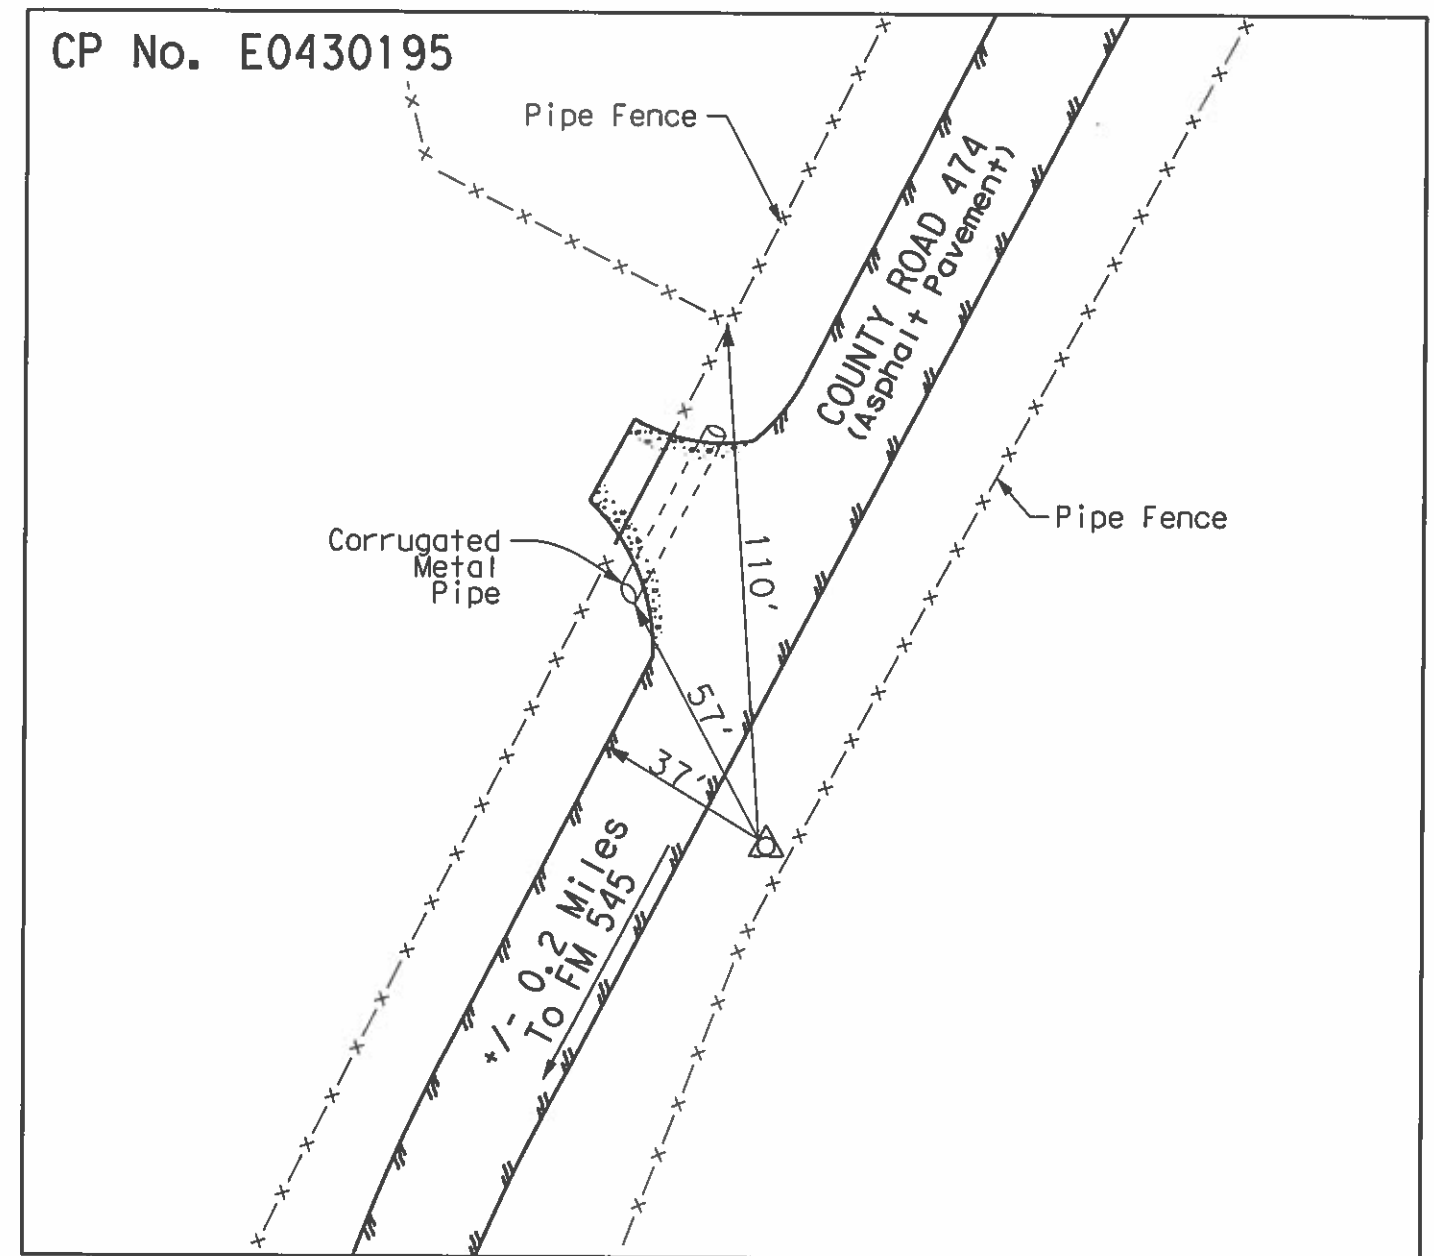 CP No. E0430195
Pipe Fence
COUNTY ROAD 474
(Asphalt Pavement)
Pipe Fence
Corrugated
Metal
Pipe
110'
57'
37'
+/- 0.2 Miles
To FM 545